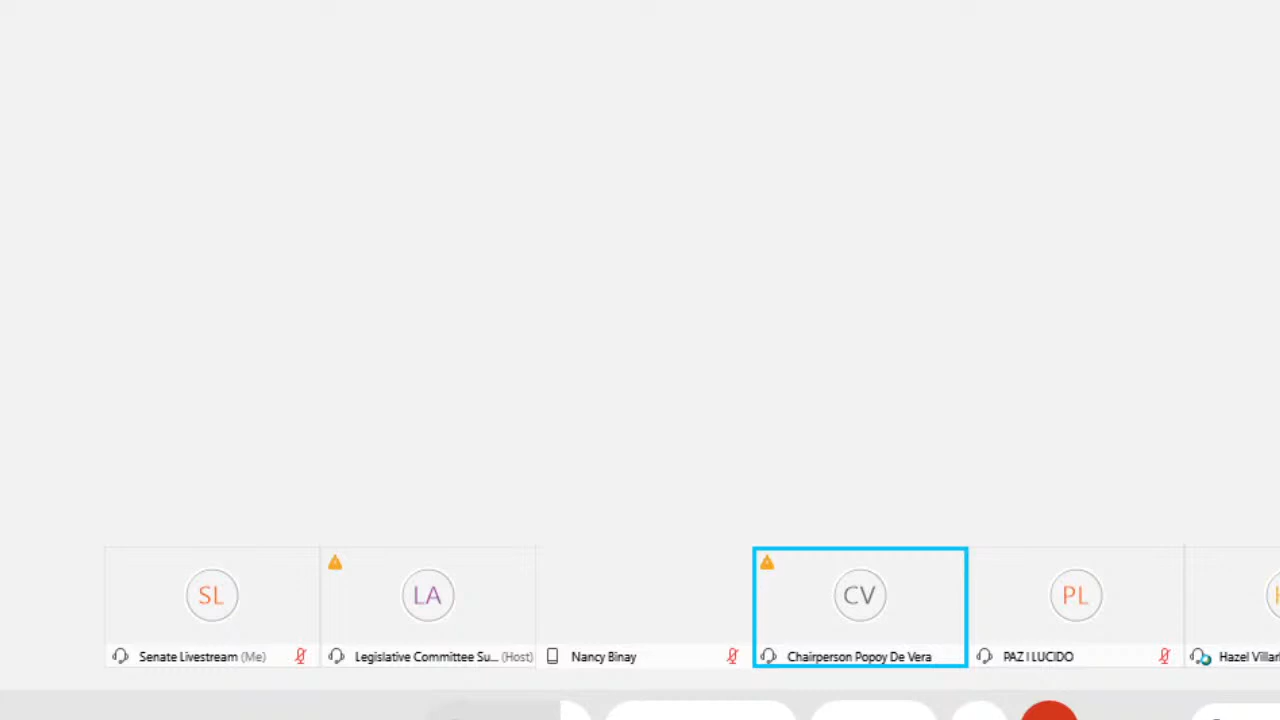 SL
LA
CV
PL
Senate Livestream (Me)
Legislative Committee Su... (Host)
Nancy Binay
Chairperson Popoy De Vera
PAZ I LUCIDO
Hazel